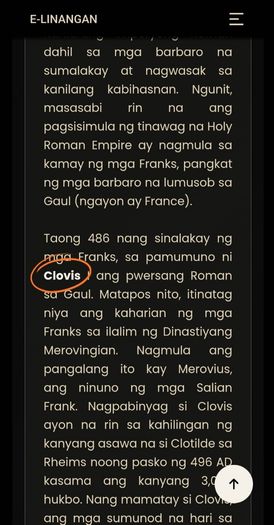 E-LINANGAN
dahil sa mga barbaro na
sumalakay at nagwasak sa
kanilang kabihasnan. Ngunit,
masasabi rin na ang
pagsisimula ng tinawag na Holy
Roman Empire ay nagmula sa
kamay ng mga Franks, pangkat
ng mga barbaro na lumusob sa
Gaul (ngayon ay France).
Taong 486 nang sinalakay ng
mga Franks, sa pamumuno ni
Clovis I ang pwersang Roman
sa Gaul. Matapos nito, itinatag
niya ang kaharian ng mga
Franks sa ilalim ng Dinastiyang
Merovingian. Nagmula ang
pangalang ito kay Merovius,
ang ninuno ng mga Salian
Frank. Nagpabinyag si Clovis
ayon na rin sa kahilingan ng
kanyang asawa na si Clotilde sa
Rheims noong pasko ng 496 AD
kasama ang kanyang
hukbo. Nang mamatay si Clovis,
ang mga sumunod na hari sa